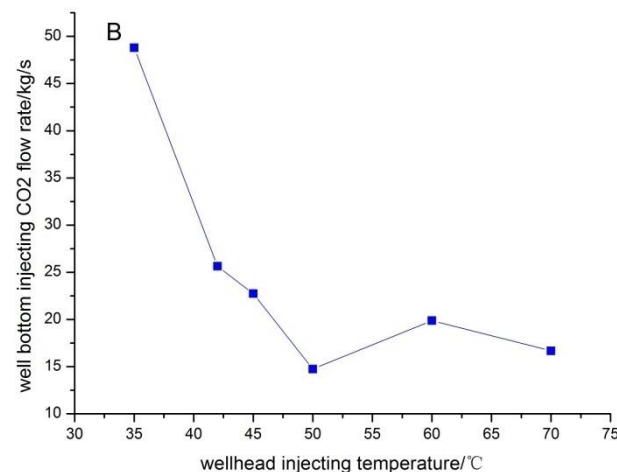 B
50
45
40
35
30
25
20
15
10
well bottom injecting CO2 flow rate/kg/s
30 35 40 45 50 55 60 65 70 75
wellhead injecting temperature/℃